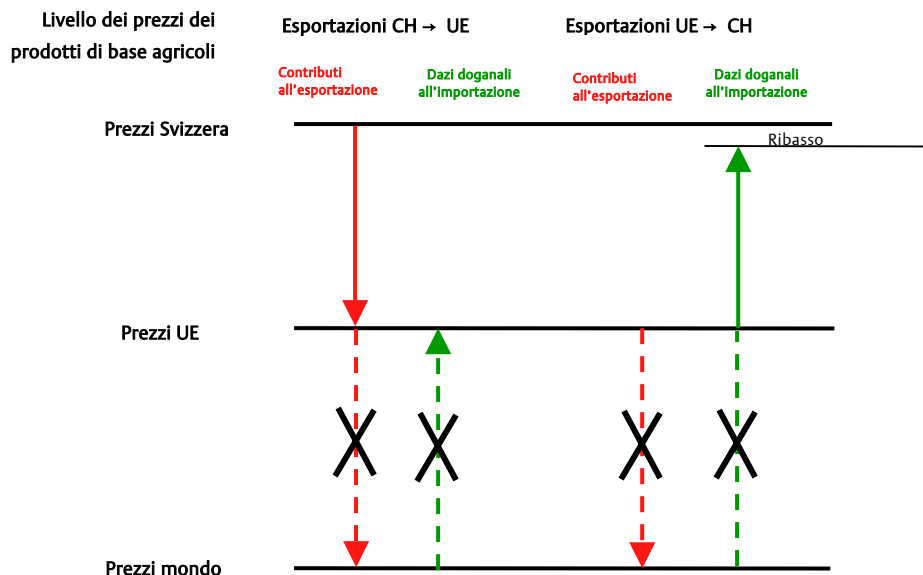 Livello dei prezzi dei
prodotti di base agricoli
Esportazioni CH → UE
Esportazioni UE → CH
Contributi
all'esportazione
Dazi doganali
all'importazione
Contributi
all'esportazione
Dazi doganali
all'importazione
Prezzi Svizzera
Ribasso
Prezzi UE
Prezzi mondo